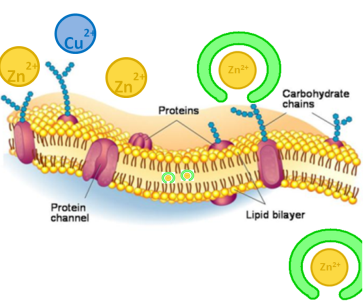 Cu2+
Zn2+
Zn2+
Zn2+
Carbohydrate
chains
Proteins
Protein
channel
Lipid bilayer
Zn2+